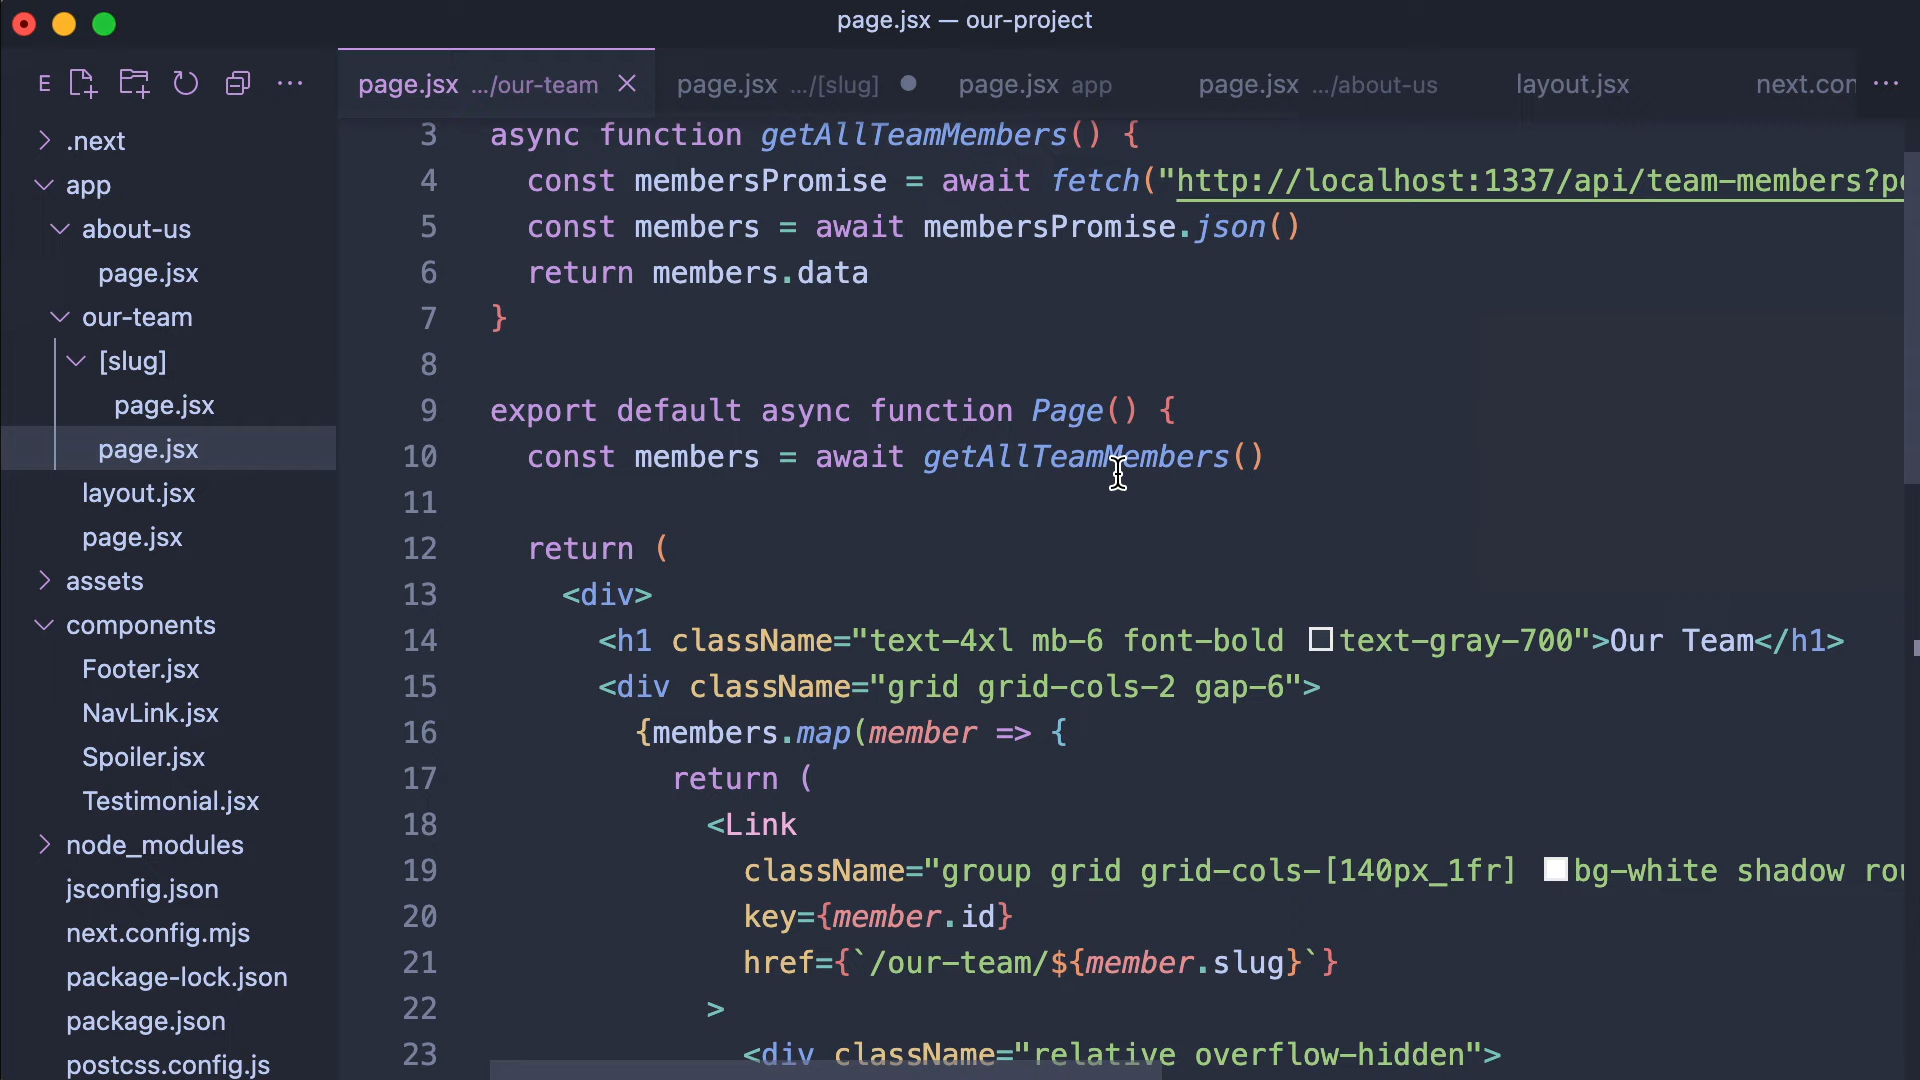 page.jsx — our-project
E
page.jsx .../our-team
page.jsx .../[slug]
page.jsx app
page.jsx .../about-us
layout.jsx
next.con
.next
app
about-us
page.jsx
our-team
[slug]
page.jsx
page.jsx
layout.jsx
page.jsx
assets
components
Footer.jsx
NavLink.jsx
Spoiler.jsx
Testimonial.jsx
node_modules
jsconfig.json
next.config.mjs
package-lock.json
package.json
postcss.config.js
3 async function getAllTeamMembers() {
4 const membersPromise = await fetch("http://localhost:1337/api/team-members?po
5 const members = await membersPromise.json()
6 return members.data
7 }
8
9 export default async function Page() {
10 const members = await getAllTeamMembers()
11
12 return (
13 <div>
14 <h1 className="text-4xl mb-6 font-bold text-gray-700">Our Team</h1>
15 <div className="grid grid-cols-2 gap-6">
16 {members.map(member => {
17 return (
18 <Link
19 className="group grid grid-cols-[140px_1fr] bg-white shadow rou
20 key={member.id}
21 href={`/our-team/${member.slug}`}
22 >
23 <div className="relative overflow-hidden">